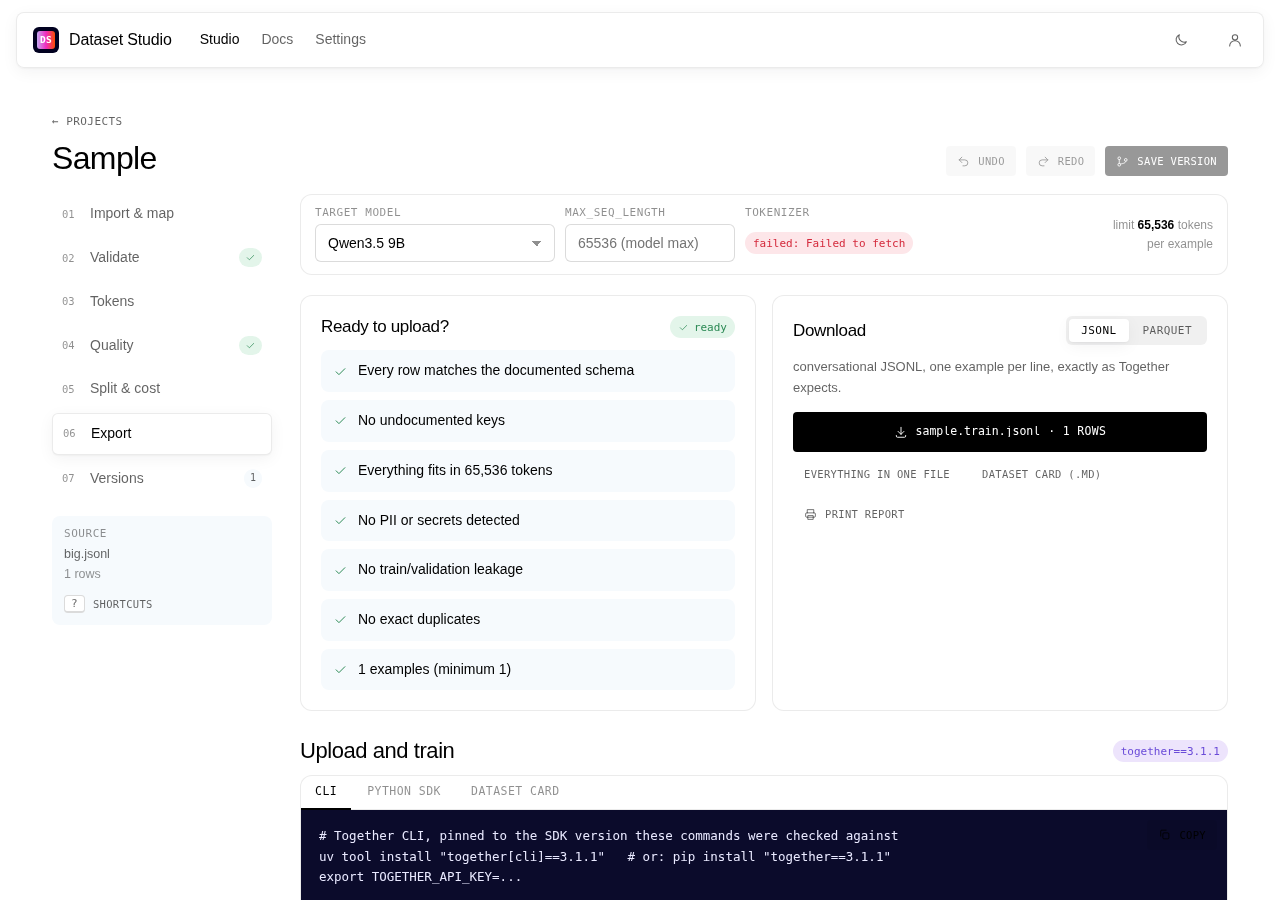 DS Dataset Studio Studio Docs Settings
← PROJECTS
Sample
UNDO REDO SAVE VERSION
01 Import & map
02 Validate
03 Tokens
04 Quality
05 Split & cost
06 Export
07 Versions 1
SOURCE
big.jsonl
1 rows
? SHORTCUTS
TARGET MODEL MAX_SEQ_LENGTH TOKENIZER
Qwen3.5 9B 65536 (model max) failed: Failed to fetch
limit 65,536 tokens
per example
Ready to upload? ready
Every row matches the documented schema
No undocumented keys
Everything fits in 65,536 tokens
No PII or secrets detected
No train/validation leakage
No exact duplicates
1 examples (minimum 1)
Download JSONL PARQUET
conversational JSONL, one example per line, exactly as Together
expects.
sample.train.jsonl · 1 ROWS
EVERYTHING IN ONE FILE DATASET CARD (.MD)
PRINT REPORT
Upload and train together==3.1.1
CLI PYTHON SDK DATASET CARD
COPY
# Together CLI, pinned to the SDK version these commands were checked against
uv tool install "together[cli]==3.1.1" # or: pip install "together==3.1.1"
export TOGETHER_API_KEY=...